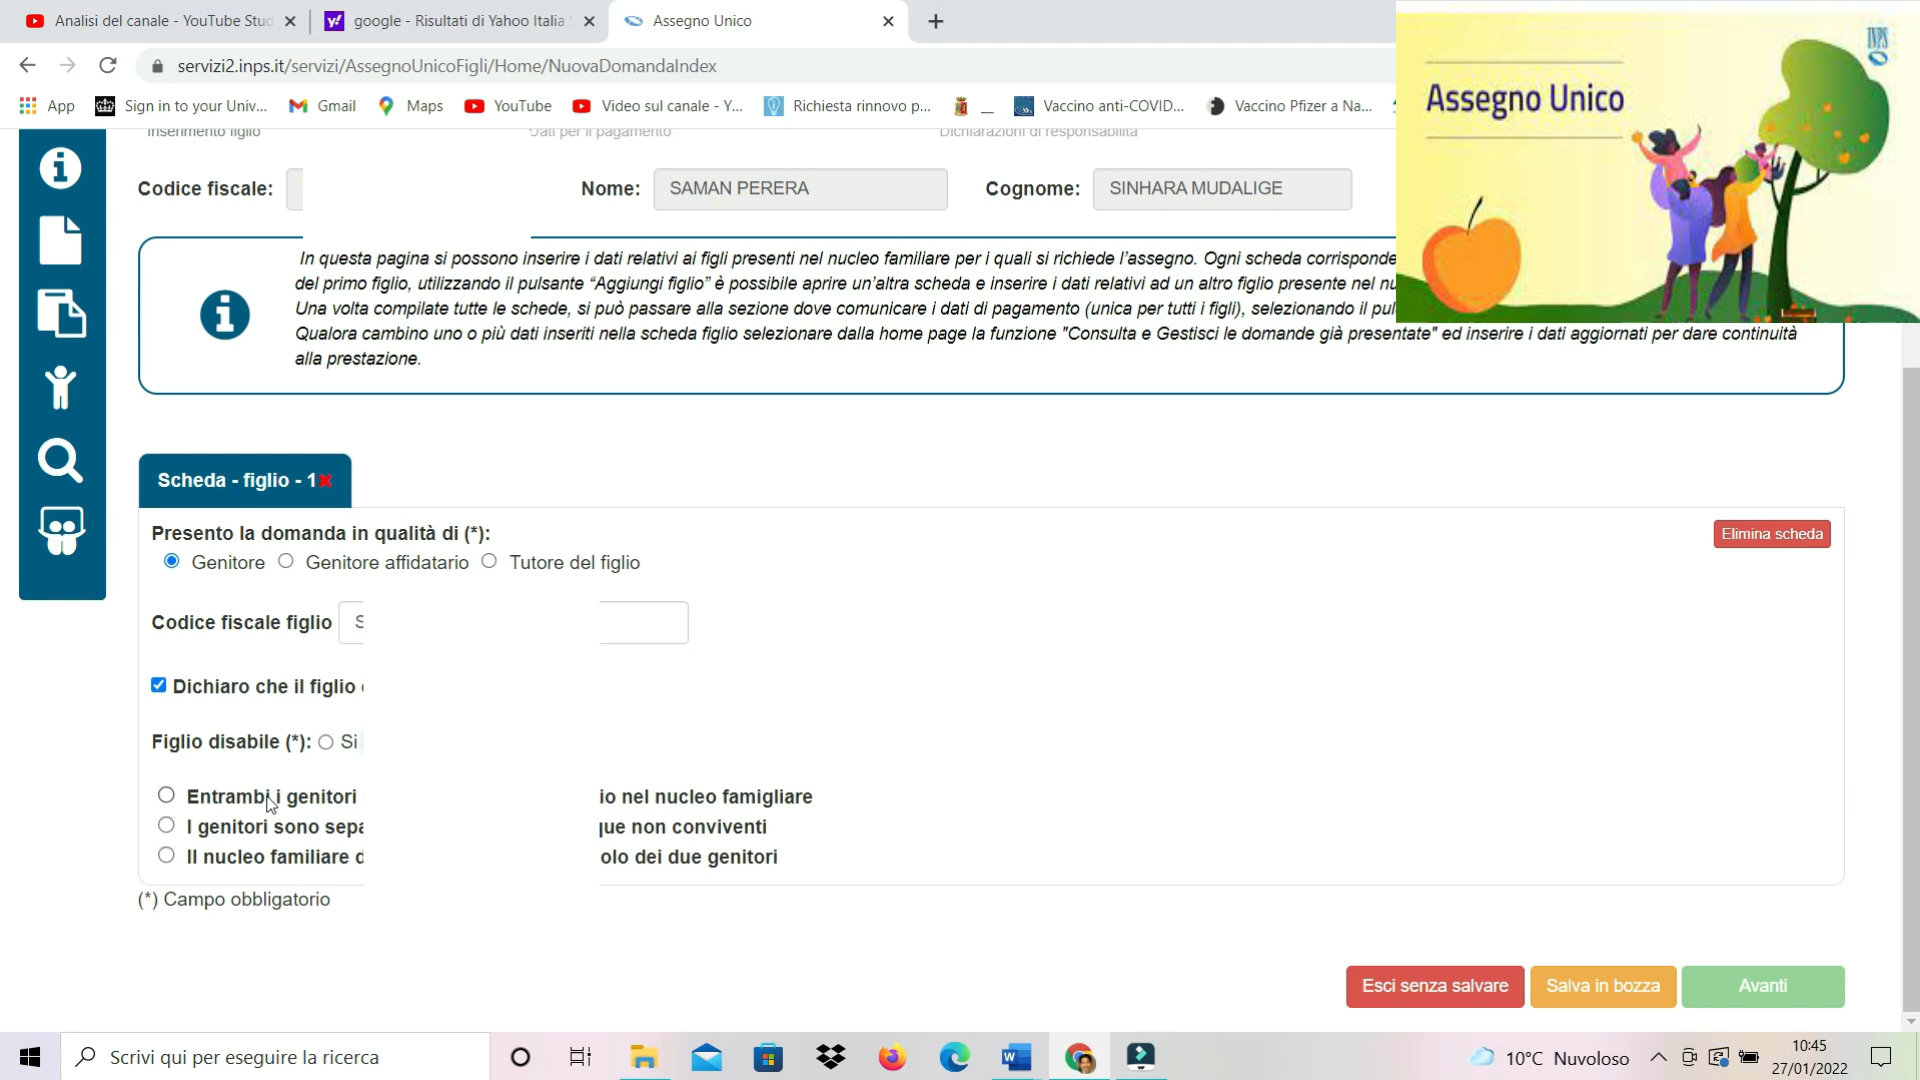 Analisi del canale - YouTube Stud
google - Risultati di Yahoo Italia S
Assegno Unico
servizi2.inps.it/servizi/AssegnoUnicoFigli/Home/NuovaDomandaIndex
App
Sign in to your Univ...
Gmail
Maps
YouTube
Video sul canale - Y...
Richiesta rinnovo p...
_
Vaccino anti-COVID...
Vaccino Pfizer a Na...
INPS
Assegno Unico
Inserimento figlio
Dati per il pagamento
Dichiarazioni di responsabilità
Codice fiscale:
Nome: SAMAN PERERA
Cognome: SINHARA MUDALIGE
In questa pagina si possono inserire i dati relativi ai figli presenti nel nucleo familiare per i quali si richiede l'assegno. Ogni scheda corrisponde
del primo figlio, utilizzando il pulsante “Aggiungi figlio” è possibile aprire un'altra scheda e inserire i dati relativi ad un altro figlio presente nel nu
Una volta compilate tutte le schede, si può passare alla sezione dove comunicare i dati di pagamento (unica per tutti i figli), selezionando il pul
Qualora cambino uno o più dati inseriti nella scheda figlio selezionare dalla home page la funzione "Consulta e Gestisci le domande già presentate" ed inserire i dati aggiornati per dare continuità
alla prestazione.
Scheda - figlio - 1
Presento la domanda in qualità di (*):
Elimina scheda
Genitore
Genitore affidatario
Tutore del figlio
Codice fiscale figlio S
Dichiaro che il figlio
Figlio disabile (*): Si
Entrambi i genitori io nel nucleo famigliare
I genitori sono sepa que non conviventi
Il nucleo familiare d olo dei due genitori
(*) Campo obbligatorio
Esci senza salvare
Salva in bozza
Avanti
Scrivi qui per eseguire la ricerca
10°C Nuvoloso
10:45
27/01/2022